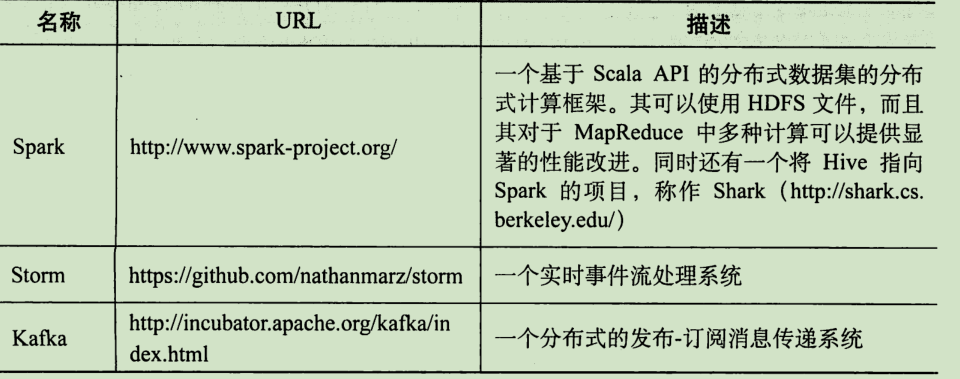 名称 URL 描述
一个基于 Scala API 的分布式数据集的分布
式计算框架。其可以使用 HDFS 文件，而且
Spark http://www.spark-project.org/ 其对于 MapReduce 中多种计算可以提供显
著的性能改进。同时还有一个将 Hive 指向
Spark 的项目，称作 Shark（http://shark.cs.
berkeley.edu/）
Storm https://github.com/nathanmarz/storm 一个实时事件流处理系统
http://incubator.apache.org/kafka/in
Kafka 一个分布式的发布-订阅消息传递系统
dex.html